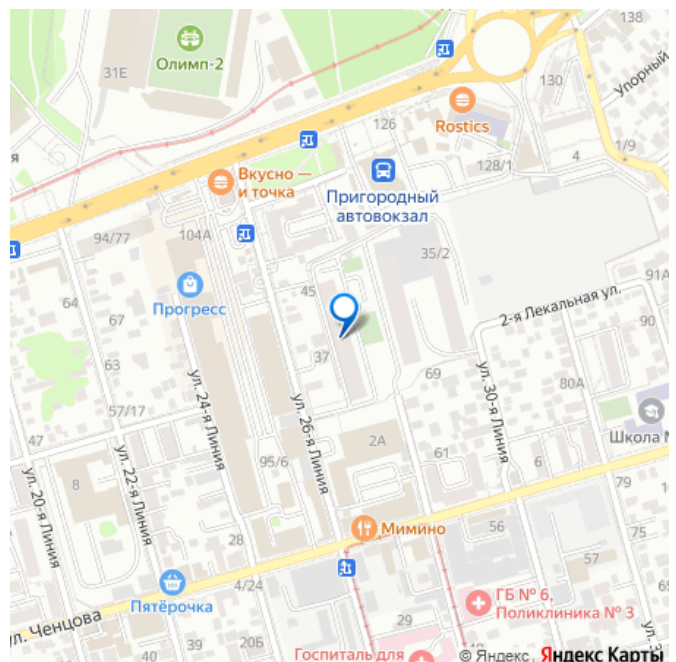 138
Олимп-2
31Е
130
Упорный
Rostics
126
1/9
Вкусно —
и точка
128/1
4
Пригородный
автовокзал
94/77
104А
35/2
91А
64
Прогресс
45
2-я Лекальная ул.
67
90
37
63
69
80А
57/17
ул. 24-я Линия
ул. 26-я Линия
ул. 30-я Линия
47
2А
Школа №
ул. 22-я Линия
ул. 20-я Линия
95/6
61
6
8
79
75
Мимино
56
28
57
Пятёрочка
4/24
ГБ № 6,
Поликлиника № 3
ул. Ченцова
29
40
39
20Б
Госпиталь для
© Яндекс
Яндекс Карты